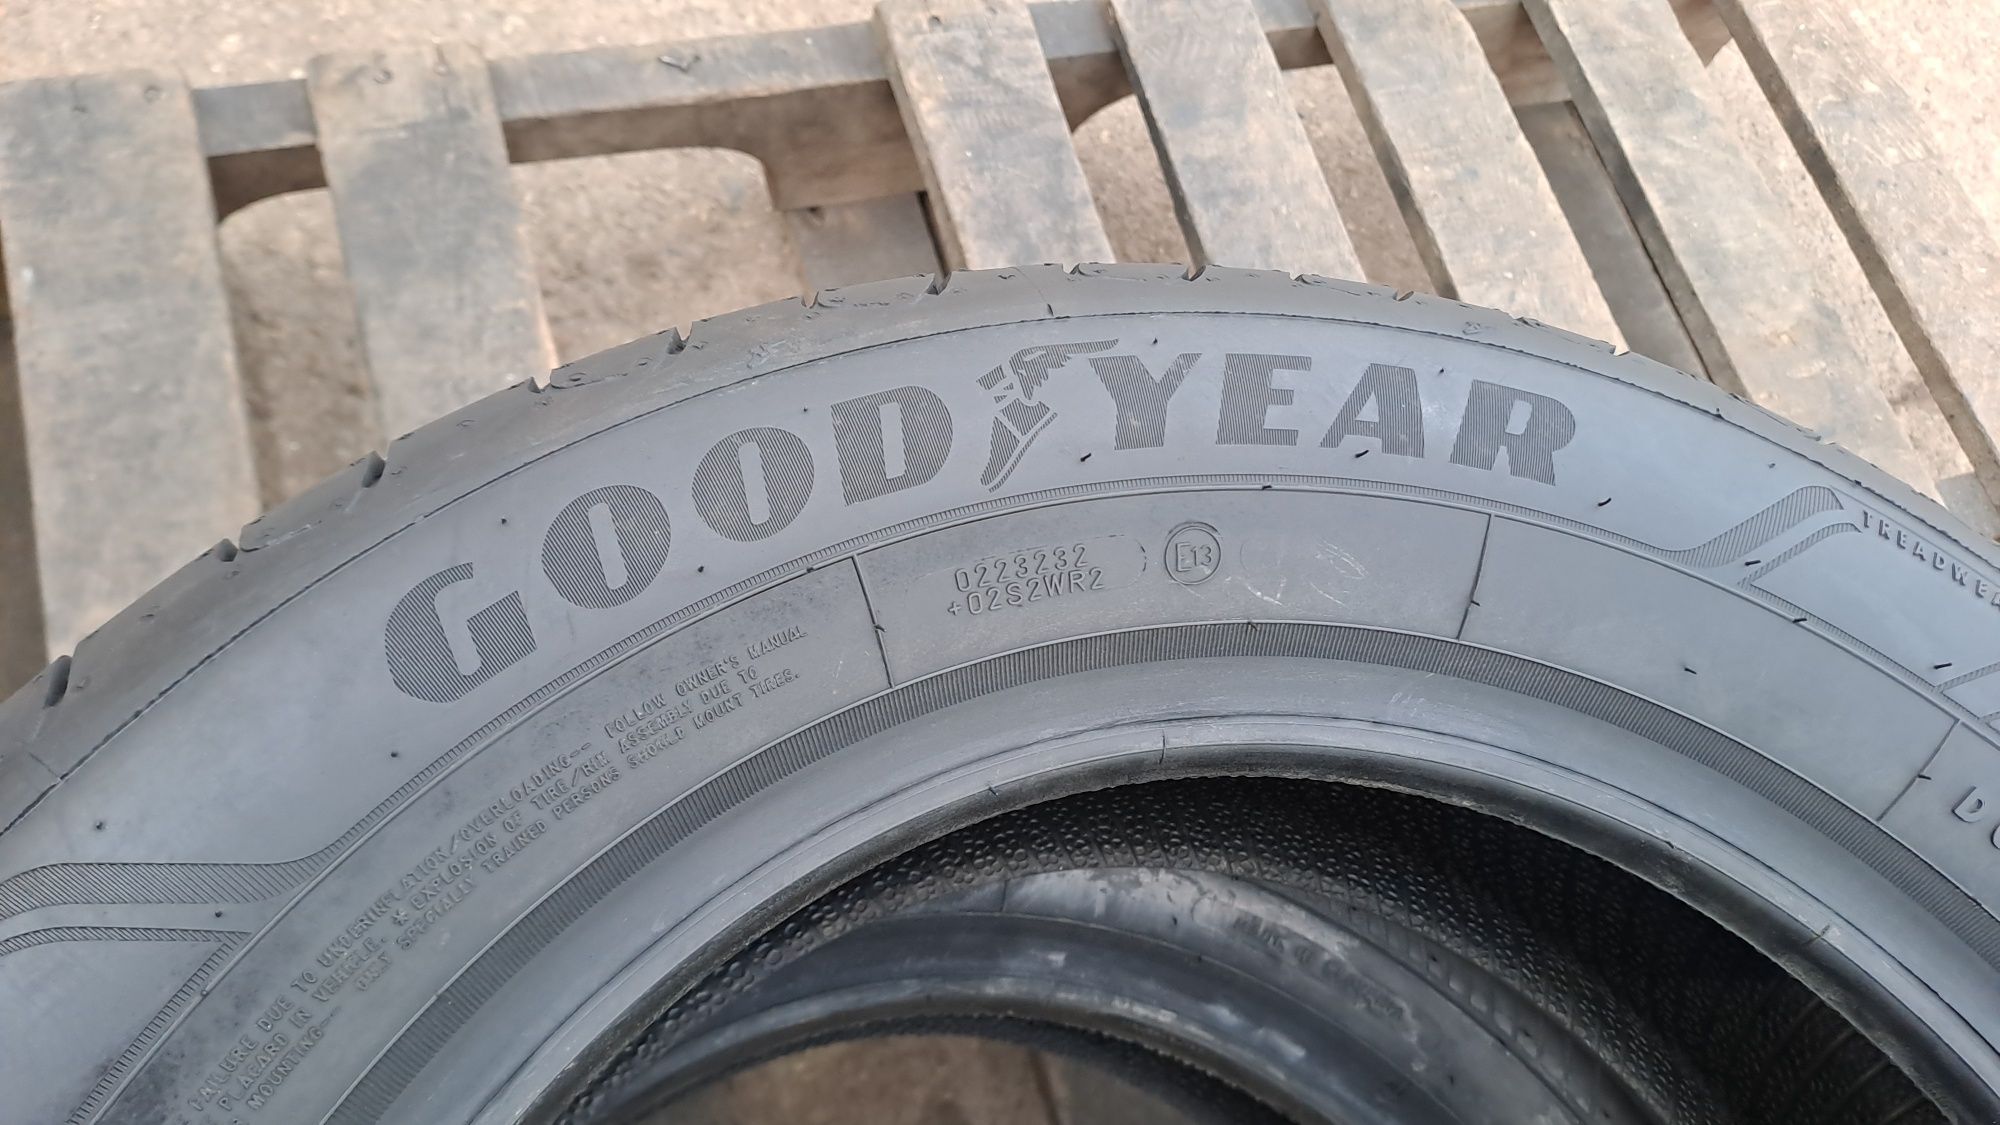 GOODYEAR
TREADWEA
0223232
+02S2WR2
E13
FAILURE DUE TO UNDERINFLATION/OVERLOADING-- FOLLOW OWNER'S MANUAL
PLACARD IN VEHICLE. * EXPLOSION OF TIRE/RIM ASSEMBLY DUE TO
MOUNTING-- ONLY SPECIALLY TRAINED PERSONS SHOULD MOUNT TIRES.